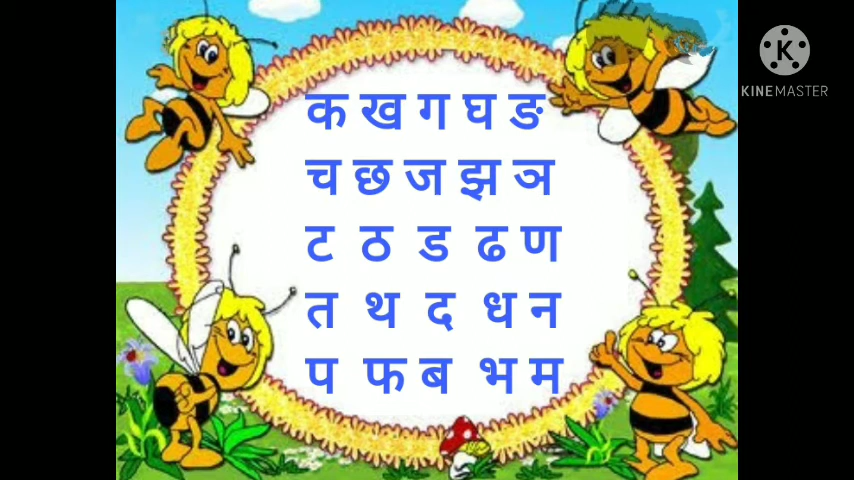 क ख ग घ ङ
च छ ज झ ञ
ट ठ ड ढ ण
त थ द ध न
प फ ब भ म
K
KINEMASTER